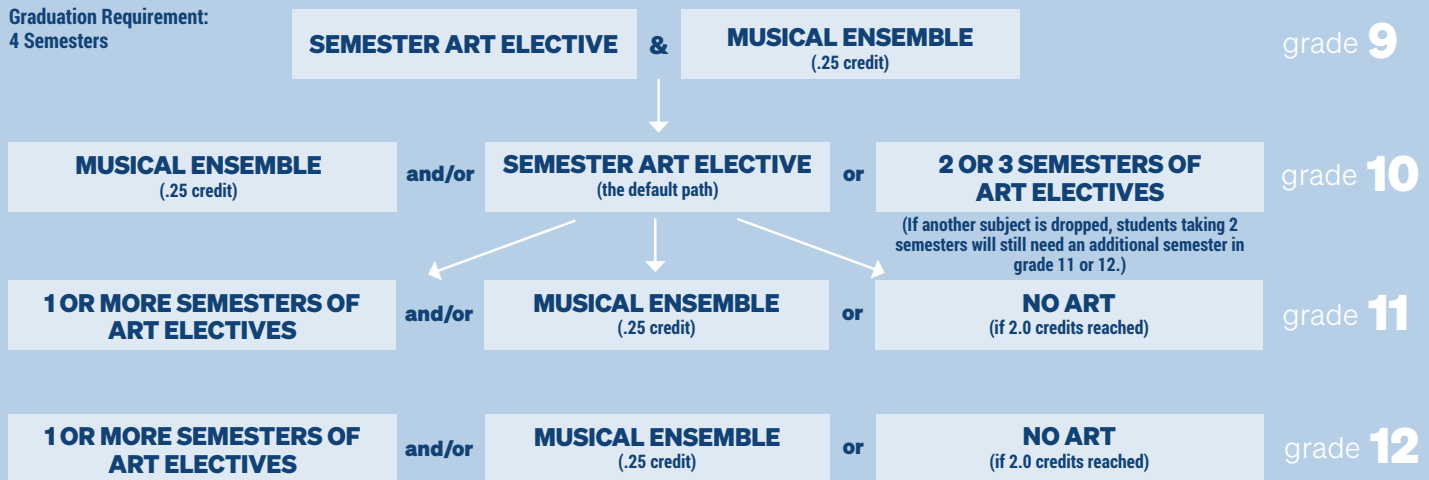 Graduation Requirement:
4 Semesters
SEMESTER ART ELECTIVE
&
MUSICAL ENSEMBLE
(.25 credit)
grade 9
MUSICAL ENSEMBLE
(.25 credit)
and/or
SEMESTER ART ELECTIVE
(the default path)
or
2 OR 3 SEMESTERS OF
ART ELECTIVES
(If another subject is dropped, students taking 2
semesters will still need an additional semester in
grade 11 or 12.)
grade 10
1 OR MORE SEMESTERS OF
ART ELECTIVES
and/or
MUSICAL ENSEMBLE
(.25 credit)
or
NO ART
(if 2.0 credits reached)
grade 11
1 OR MORE SEMESTERS OF
ART ELECTIVES
and/or
MUSICAL ENSEMBLE
(.25 credit)
or
NO ART
(if 2.0 credits reached)
grade 12